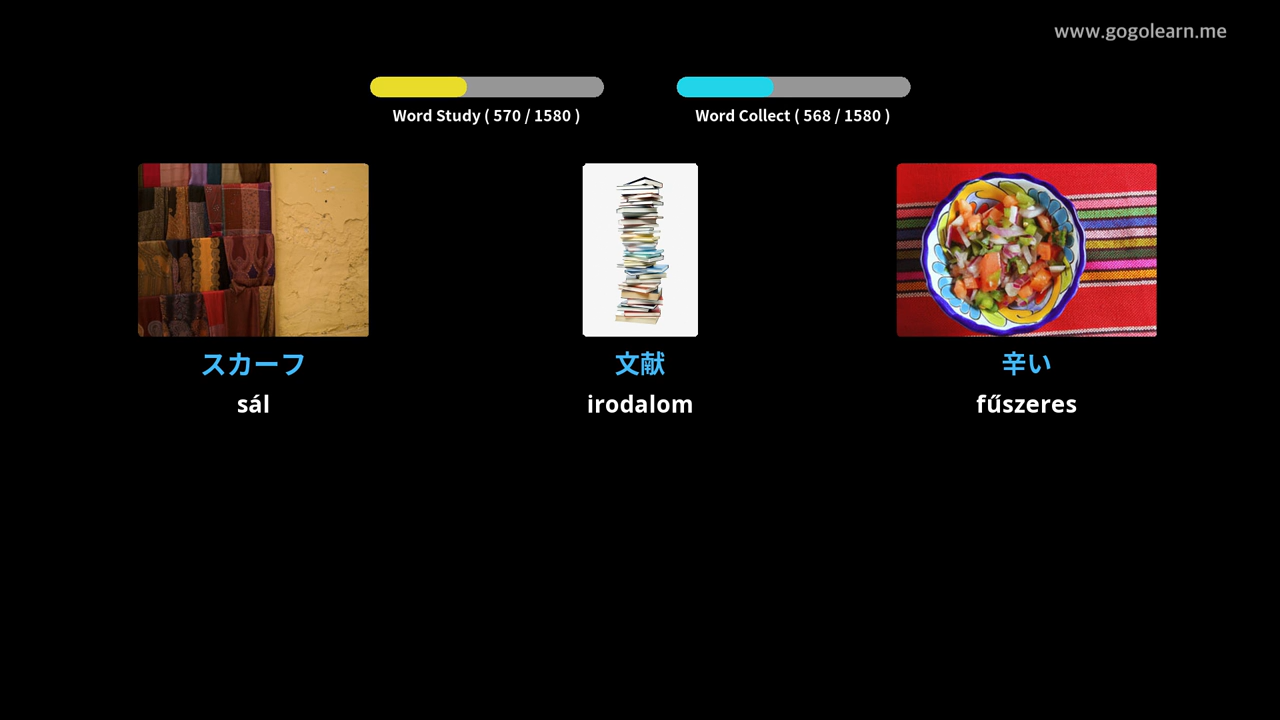 www.gogolearn.me
Word Study ( 570 / 1580 )
Word Collect ( 568 / 1580 )
スカーフ
文献
辛い
sál
irodalom
fűszeres